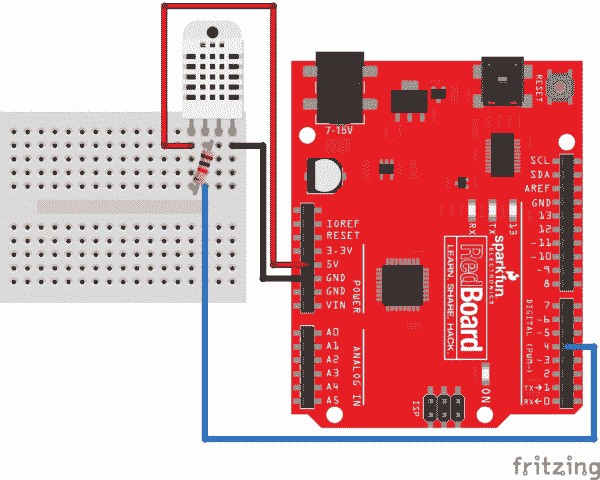 7-15V
RESET
SCL
SDA
AREF
GND
13
12
~11
~10
~9
8
7
~6
~5
4
~3
2
TX→1
RX←0
DIGITAL (PWM~)
IOREF
RESET
3.3V
5V
GND
GND
VIN
POWER
A0
A1
A2
A3
A4
A5
ANALOG IN
RX
TX
13
sparkfun
ELECTRONICS
RedBoard
LEARN. SHARE. HACK.
ON
ISP
fritzing